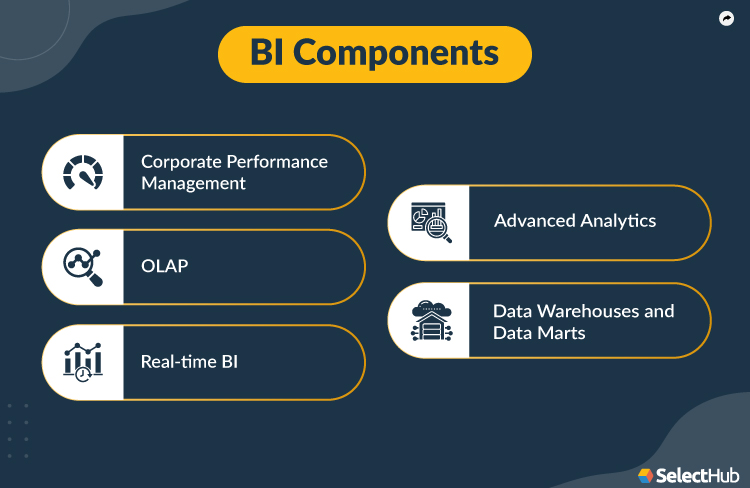 BI Components
Corporate Performance
Management
OLAP
Real-time BI
Advanced Analytics
Data Warehouses and
Data Marts
SelectHub